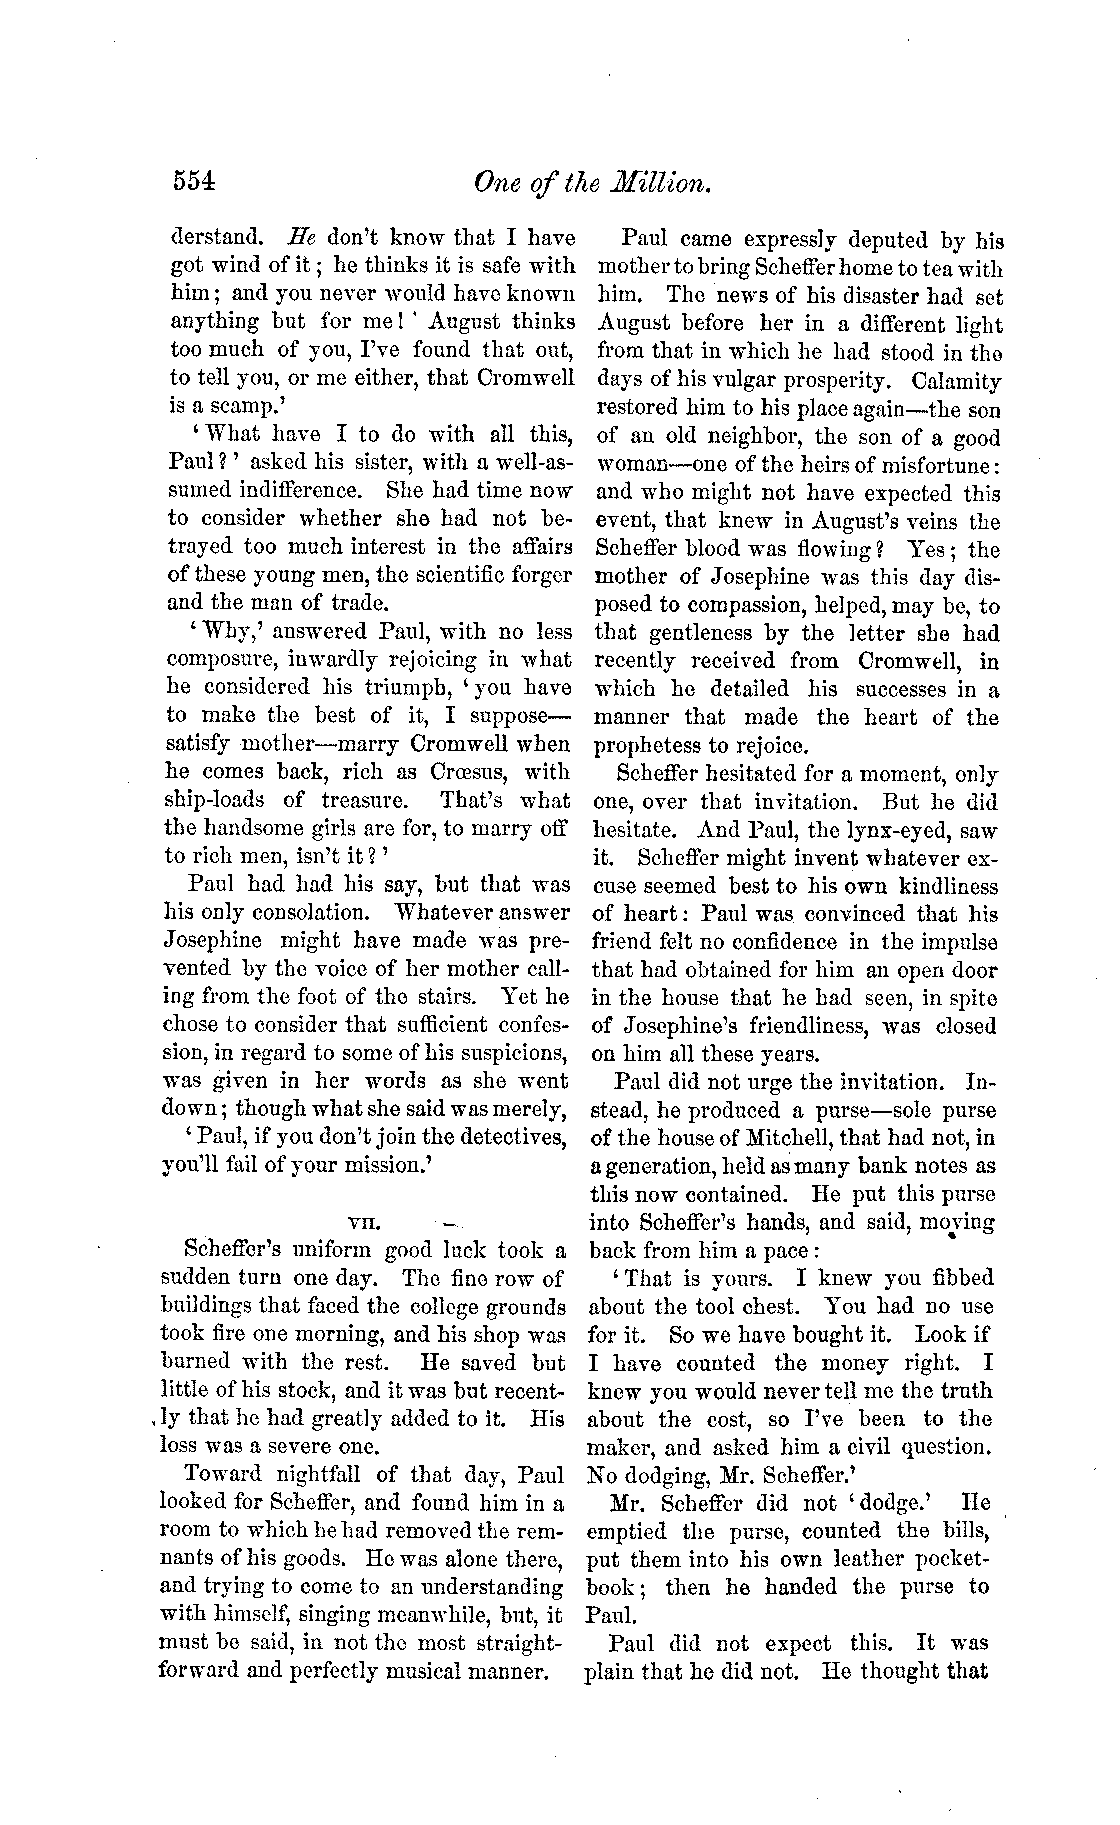 554
One of the Million.
derstand. He don't know that I have
got wind of it; he thinks it is safe with
him; and you never would have known
anything but for me! ' August thinks
too much of you, I've found that out,
to tell you, or me either, that Cromwell
is a scamp.'
'What have I to do with all this,
Paul?' asked his sister, with a well-as-
sumed indifference. She had time now
to consider whether she had not be-
trayed too much interest in the affairs
of these young men, the scientific forger
and the man of trade.
'Why,' answered Paul, with no less
composure, inwardly rejoicing in what
he considered his triumph, 'you have
to make the best of it, I suppose—
satisfy mother—marry Cromwell when
he comes back, rich as Crœsus, with
ship-loads of treasure. That's what
the handsome girls are for, to marry off
to rich men, isn't it?'
Paul had had his say, but that was
his only consolation. Whatever answer
Josephine might have made was pre-
vented by the voice of her mother call-
ing from the foot of the stairs. Yet he
chose to consider that sufficient confes-
sion, in regard to some of his suspicions,
was given in her words as she went
down; though what she said was merely,
'Paul, if you don't join the detectives,
you'll fail of your mission.'
VII.
Scheffer's uniform good luck took a
sudden turn one day. The fine row of
buildings that faced the college grounds
took fire one morning, and his shop was
burned with the rest. He saved but
little of his stock, and it was but recent-
ly that he had greatly added to it. His
loss was a severe one.
Toward nightfall of that day, Paul
looked for Scheffer, and found him in a
room to which he had removed the rem-
nants of his goods. He was alone there,
and trying to come to an understanding
with himself, singing meanwhile, but, it
must be said, in not the most straight-
forward and perfectly musical manner.
Paul came expressly deputed by his
mother to bring Scheffer home to tea with
him. The news of his disaster had set
August before her in a different light
from that in which he had stood in the
days of his vulgar prosperity. Calamity
restored him to his place again—the son
of an old neighbor, the son of a good
woman—one of the heirs of misfortune:
and who might not have expected this
event, that knew in August's veins the
Scheffer blood was flowing? Yes; the
mother of Josephine was this day dis-
posed to compassion, helped, may be, to
that gentleness by the letter she had
recently received from Cromwell, in
which he detailed his successes in a
manner that made the heart of the
prophetess to rejoice.
Scheffer hesitated for a moment, only
one, over that invitation. But he did
hesitate. And Paul, the lynx-eyed, saw
it. Scheffer might invent whatever ex-
cuse seemed best to his own kindliness
of heart: Paul was convinced that his
friend felt no confidence in the impulse
that had obtained for him an open door
in the house that he had seen, in spite
of Josephine's friendliness, was closed
on him all these years.
Paul did not urge the invitation. In-
stead, he produced a purse—sole purse
of the house of Mitchell, that had not, in
a generation, held as many bank notes as
this now contained. He put this purse
into Scheffer's hands, and said, moving
back from him a pace:
'That is yours. I knew you fibbed
about the tool chest. You had no use
for it. So we have bought it. Look if
I have counted the money right. I
knew you would never tell me the truth
about the cost, so I've been to the
maker, and asked him a civil question.
No dodging, Mr. Scheffer.'
Mr. Scheffer did not 'dodge.' He
emptied the purse, counted the bills,
put them into his own leather pocket-
book; then he handed the purse to
Paul.
Paul did not expect this. It was
plain that he did not. He thought that